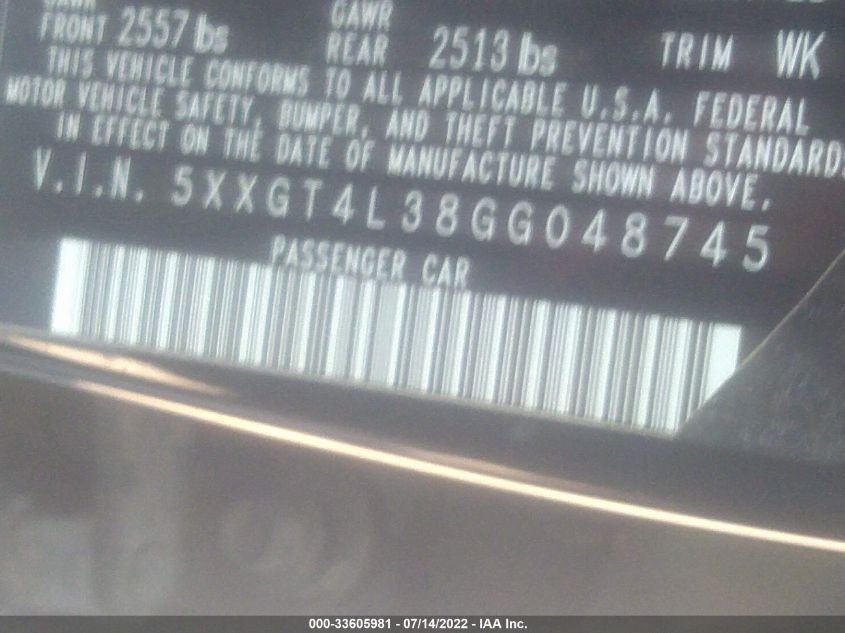 GAWR
FRONT 2557 lbs
GAWR
REAR 2513 lbs
TRIM WK
THIS VEHICLE CONFORMS TO ALL APPLICABLE U.S.A. FEDERAL
MOTOR VEHICLE SAFETY, BUMPER, AND THEFT PREVENTION STANDARDS
IN EFFECT ON THE DATE OF MANUFACTURE SHOWN ABOVE.
V.I.N. 5XXGT4L38GG048745
PASSENGER CAR
000-33605981 - 07/14/2022 - IAA Inc.